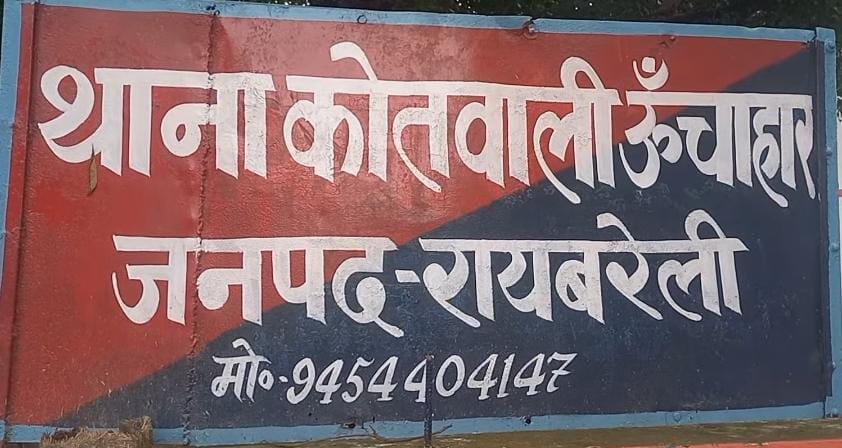 थाना कोतवाली ऊँचाहार
जनपद-रायबरेली
मो०-9454404147